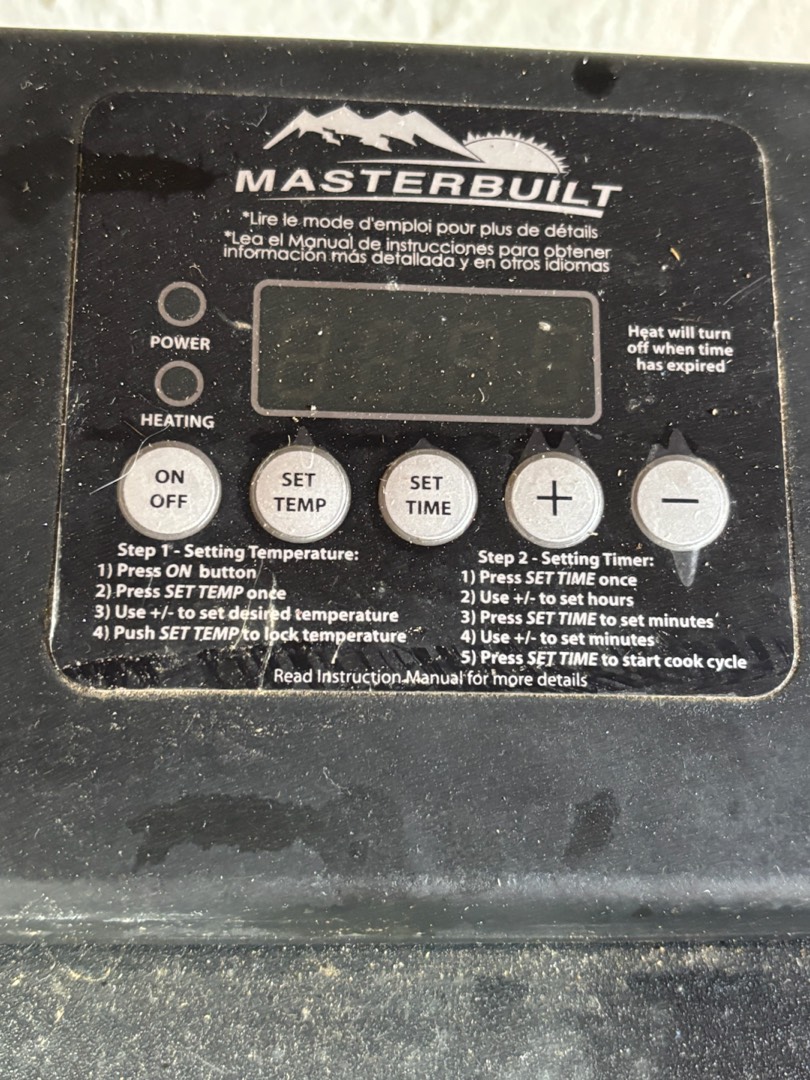 MASTERBUILT
*Lire le mode d'emploi pour plus de détails
*Lea el Manual de instrucciones para obtener
información más detallada y en otros idiomas
POWER
HEATING
Heat will turn
off when time
has expired
ON
OFF
SET
TEMP
SET
TIME
+
−
Step 1 - Setting Temperature:
1) Press ON button
2) Press SET TEMP once
3) Use +/- to set desired temperature
4) Push SET TEMP to lock temperature
Step 2 - Setting Timer:
1) Press SET TIME once
2) Use +/- to set hours
3) Press SET TIME to set minutes
4) Use +/- to set minutes
5) Press SET TIME to start cook cycle
Read Instruction Manual for more details